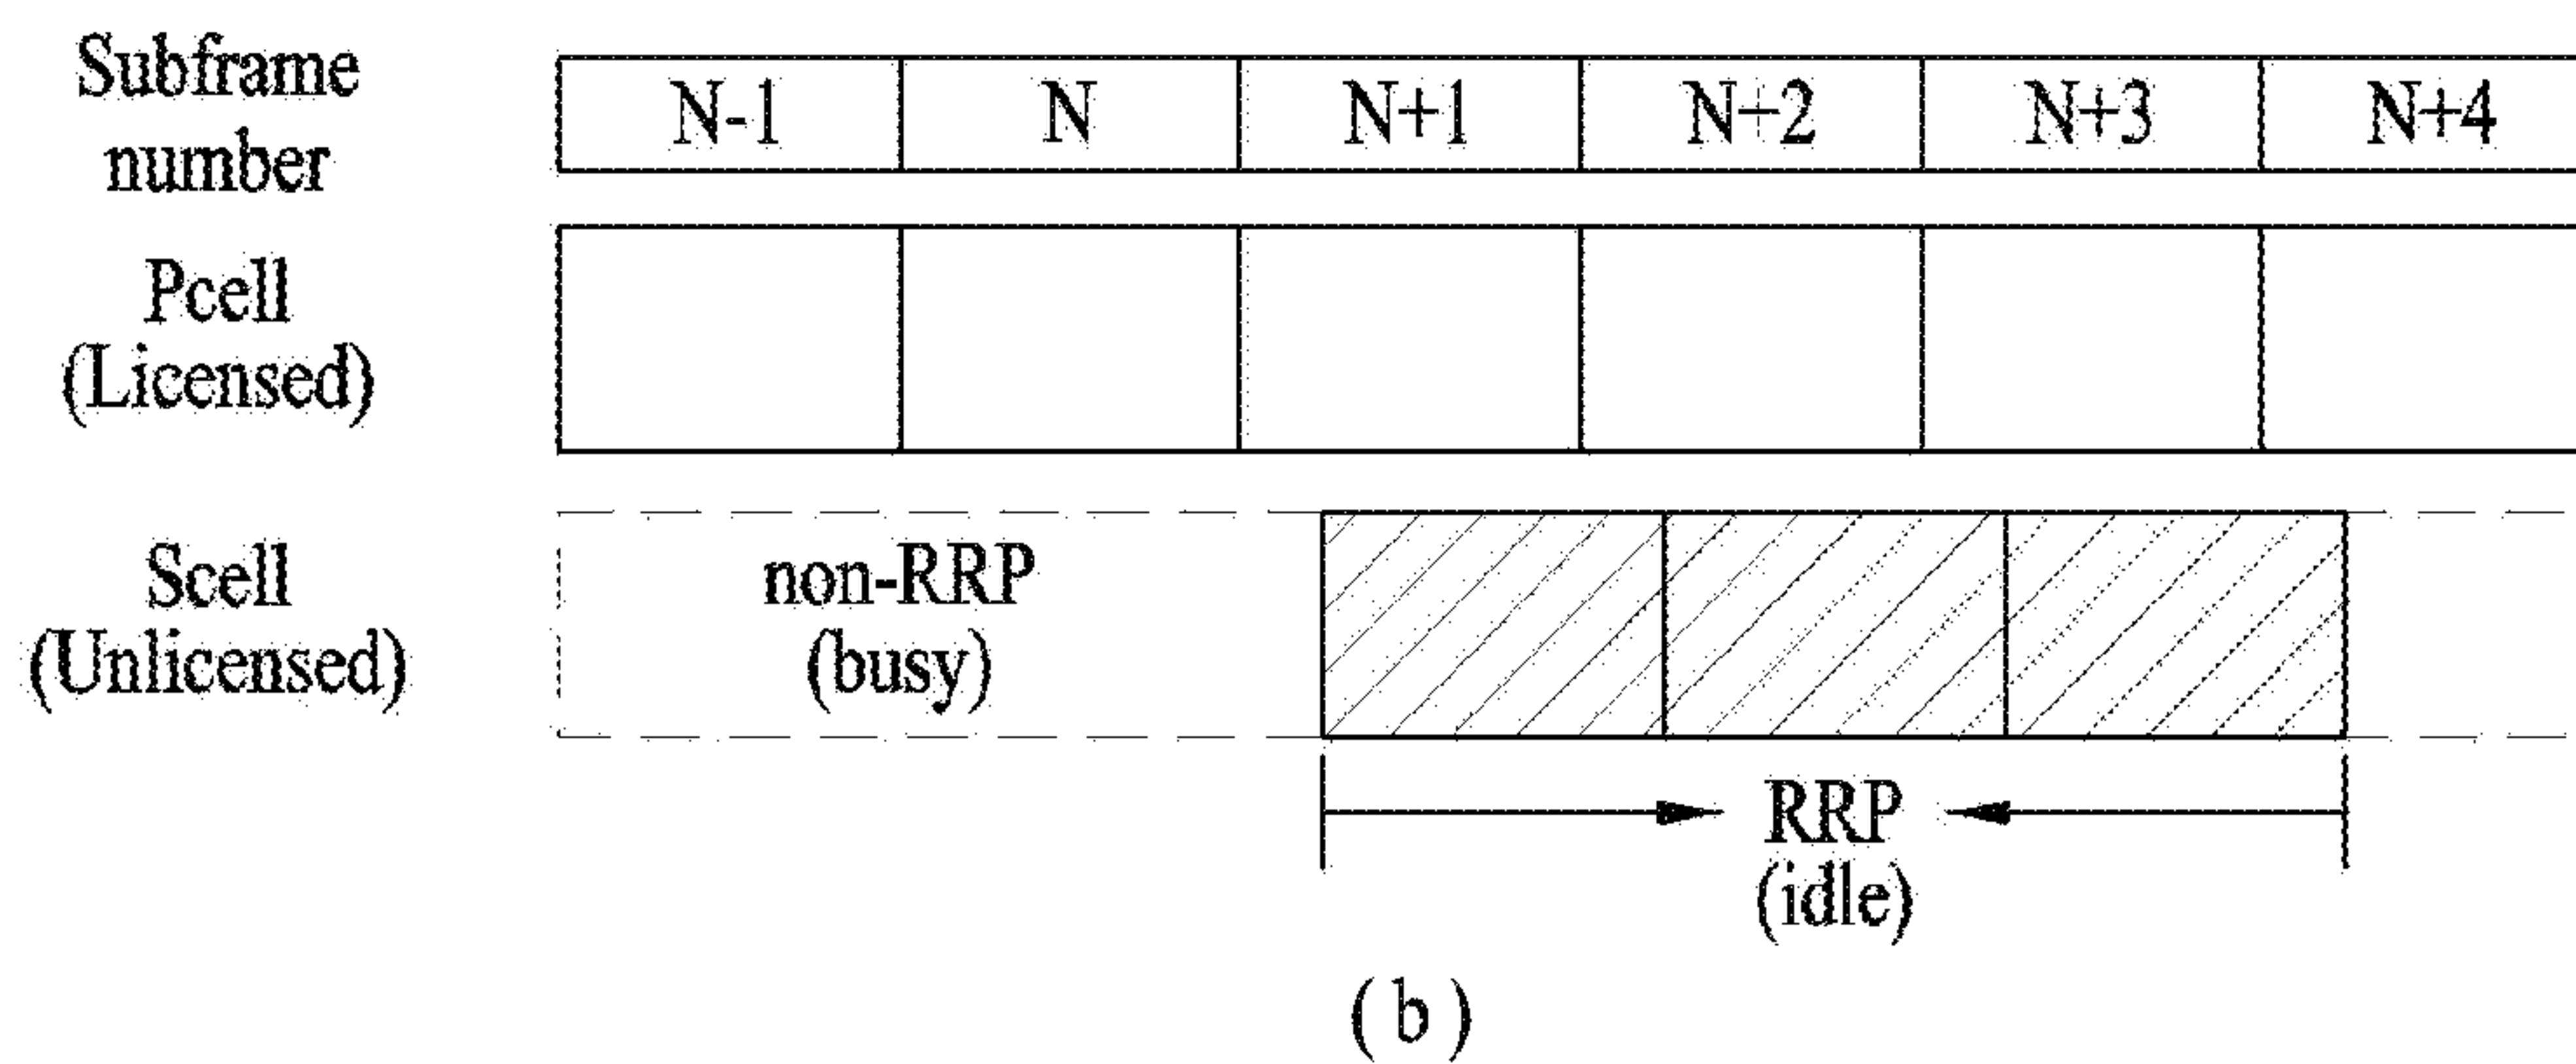 Subframe
number
N-1 N N+1 N+2 N+3 N+4
Pcell
(Licensed)
Scell
(Unlicensed)
non-RRP
(busy)
RRP
(idle)
( b )